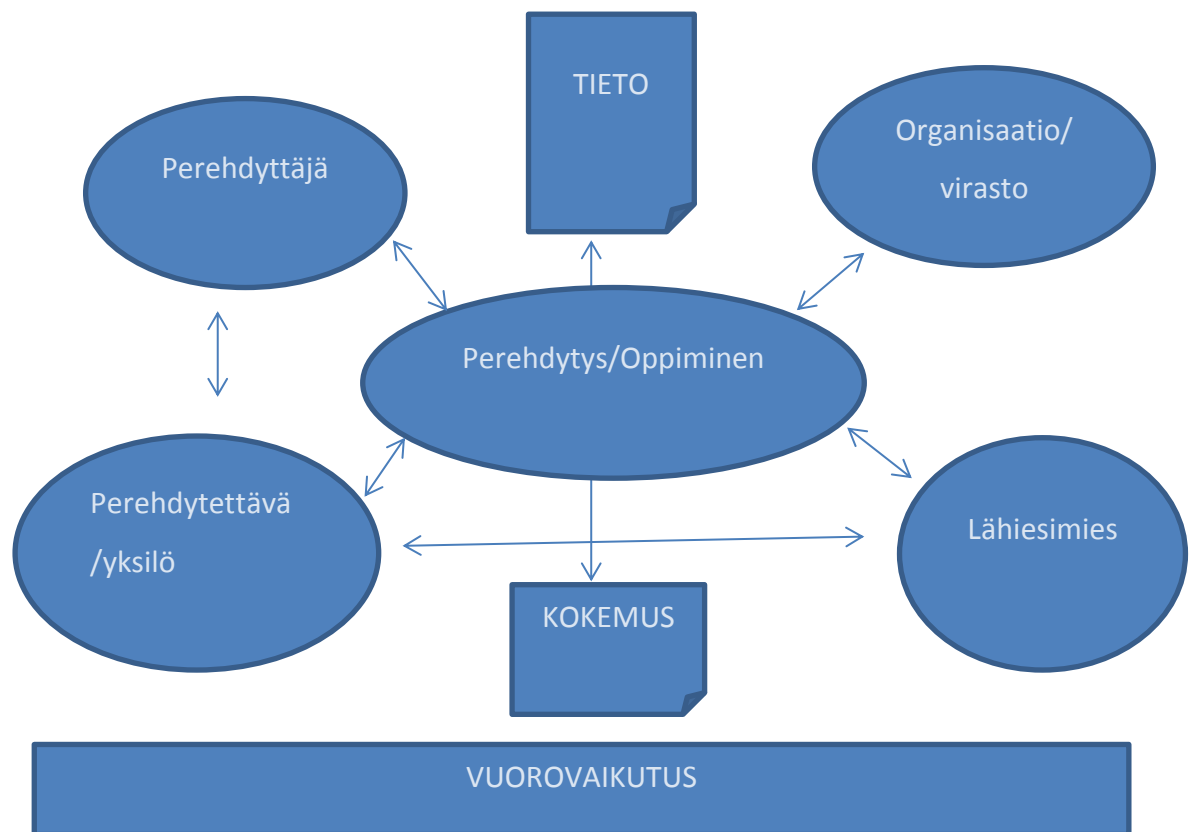 TIETO
Organisaatio/
virasto
Perehdyttäjä
Perehdytys/Oppiminen
Perehdytettävä
/yksilö
Lähiesimies
KOKEMUS
VUOROVAIKUTUS